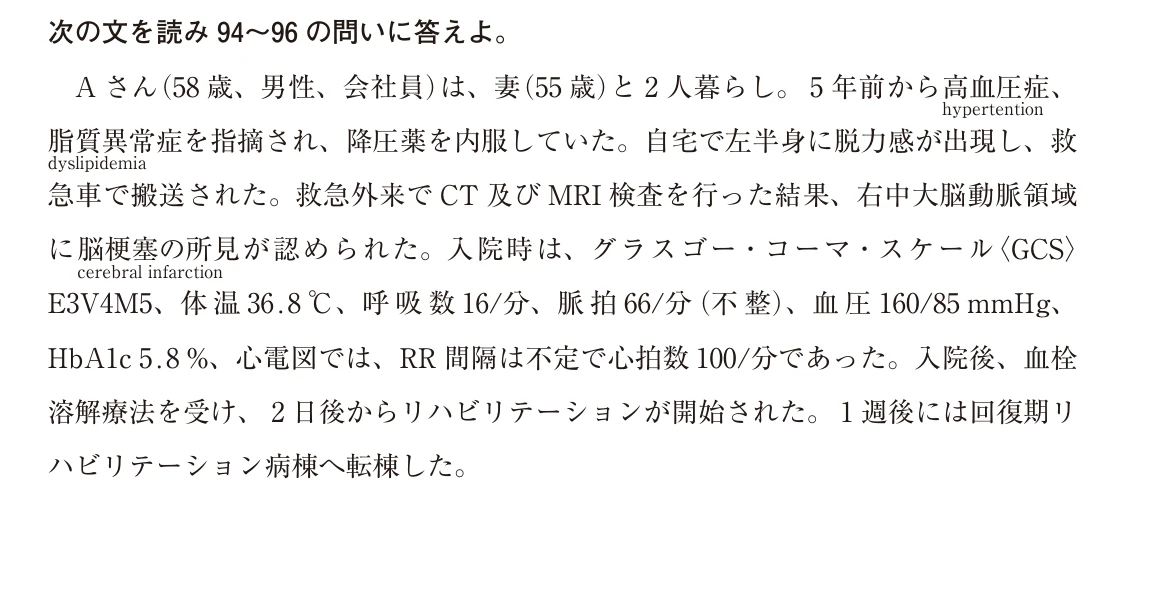 次の文を読み 94〜96 の問いに答えよ。
A さん(58 歳、男性、会社員)は、妻(55 歳)と 2 人暮らし。 5 年前から高血圧症、
hypertention
脂質異常症を指摘され、降圧薬を内服していた。自宅で左半身に脱力感が出現し、救
dyslipidemia
急車で搬送された。救急外来で CT 及び MRI 検査を行った結果、右中大脳動脈領域
に脳梗塞の所見が認められた。入院時は、グラスゴー・コーマ・スケール〈GCS〉
cerebral infarction
E3V4M5、体温 36.8 ℃、呼吸数 16/分、脈拍 66/分(不整)、血圧 160/85 mmHg、
HbA1c 5.8 %、心電図では、RR 間隔は不定で心拍数 100/分であった。入院後、血栓
溶解療法を受け、 2 日後からリハビリテーションが開始された。 1 週後には回復期リ
ハビリテーション病棟へ転棟した。